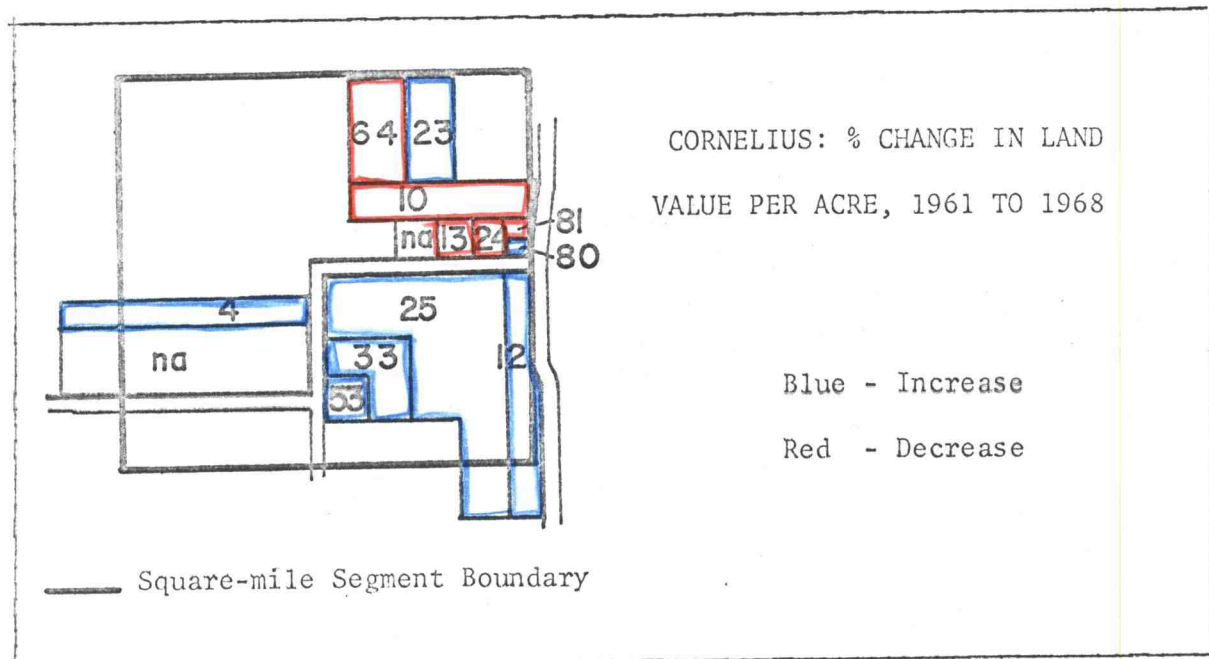 CORNELIUS: % CHANGE IN LAND
VALUE PER ACRE, 1961 TO 1968
64
23
10
na
13
24
81
80
4
25
na
33
12
53
Blue - Increase
Red - Decrease
Square-mile Segment Boundary